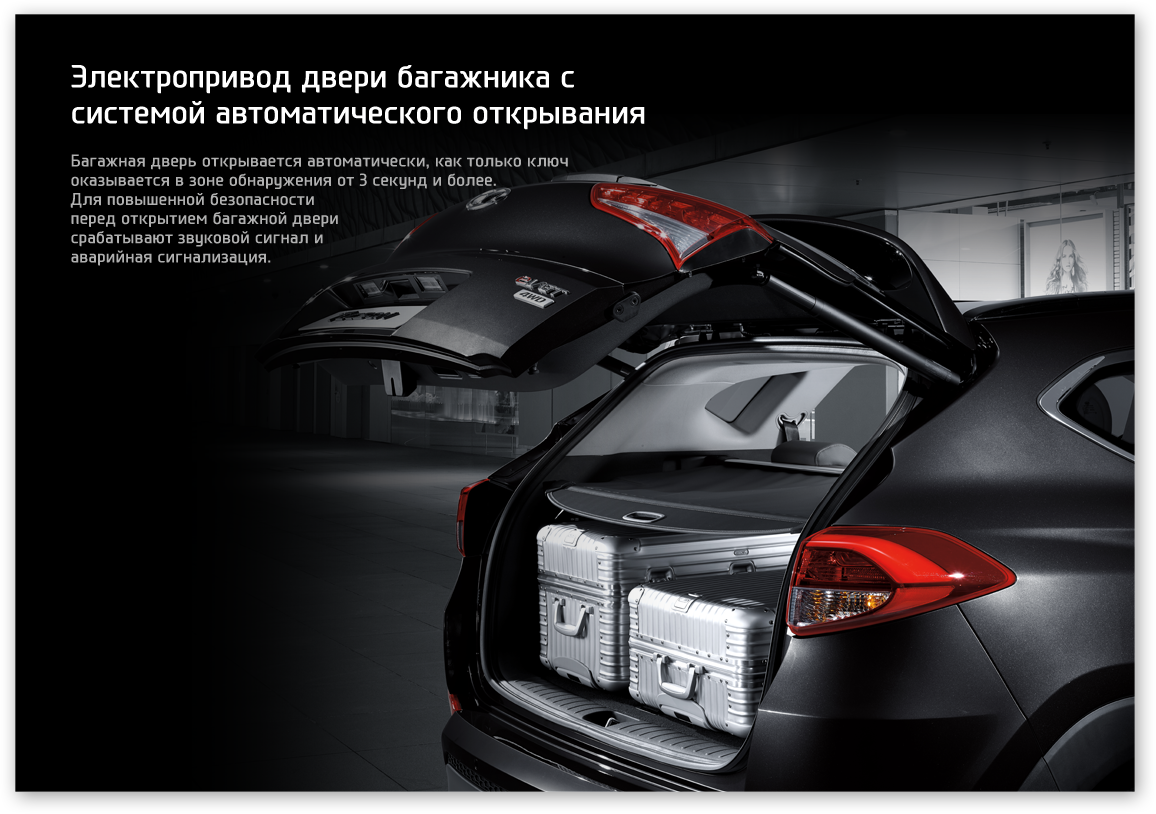 Электропривод двери багажника с
системой автоматического открывания
Багажная дверь открывается автоматически, как только ключ
оказывается в зоне обнаружения от 3 секунд и более.
Для повышенной безопасности
перед открытием багажной двери
срабатывают звуковой сигнал и
аварийная сигнализация.
4WD